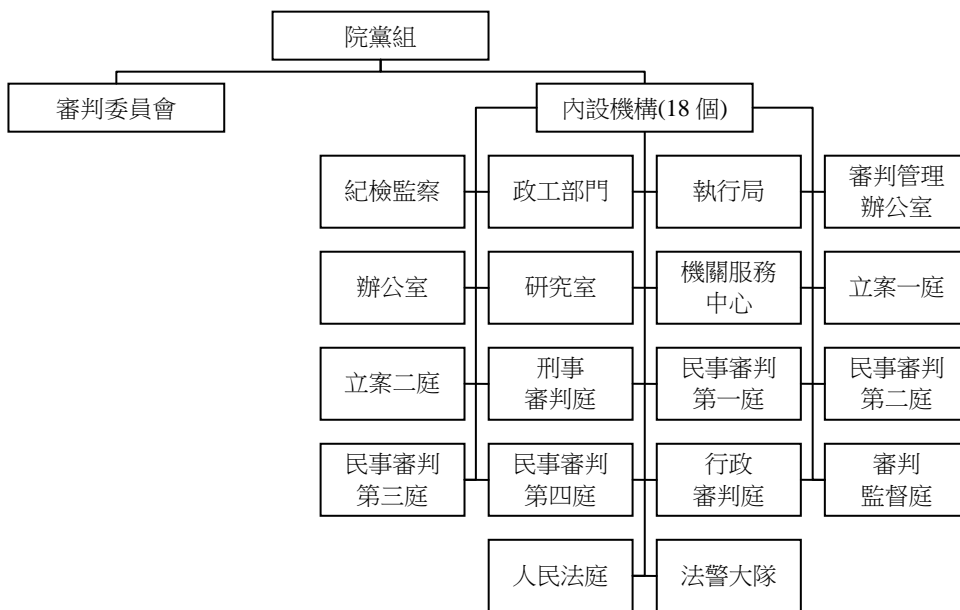 院黨組
審判委員會
內設機構(18 個)
紀檢監察
政工部門
執行局
審判管理
辦公室
辦公室
研究室
機關服務
中心
立案一庭
立案二庭
刑事
審判庭
民事審判
第一庭
民事審判
第二庭
民事審判
第三庭
民事審判
第四庭
行政
審判庭
審判
監督庭
人民法庭
法警大隊